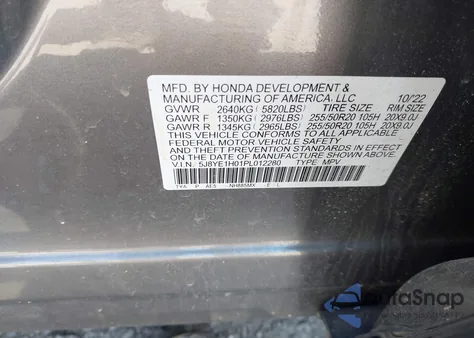 MFD. BY HONDA DEVELOPMENT &
MANUFACTURING OF AMERICA, LLC 10/'22
GVWR 2640KG(5820LBS) TIRE SIZE RIM SIZE
GAWR F 1350KG(2976LBS) 255/50R20 105H 20X9.0J
GAWR R 1345KG(2965LBS) 255/50R20 105H 20X9.0J
THIS VEHICLE CONFORMS TO ALL APPLICABLE
FEDERAL MOTOR VEHICLE SAFETY
STANDARDS IN EFFECT ON THE DATE OF
MANUFACTURE SHOWN ABOVE.
V.I.N.: 5J8YE1H01PL012280 TYPE: MPV
TYA P AE5 NH885MX E L
AutoSnap